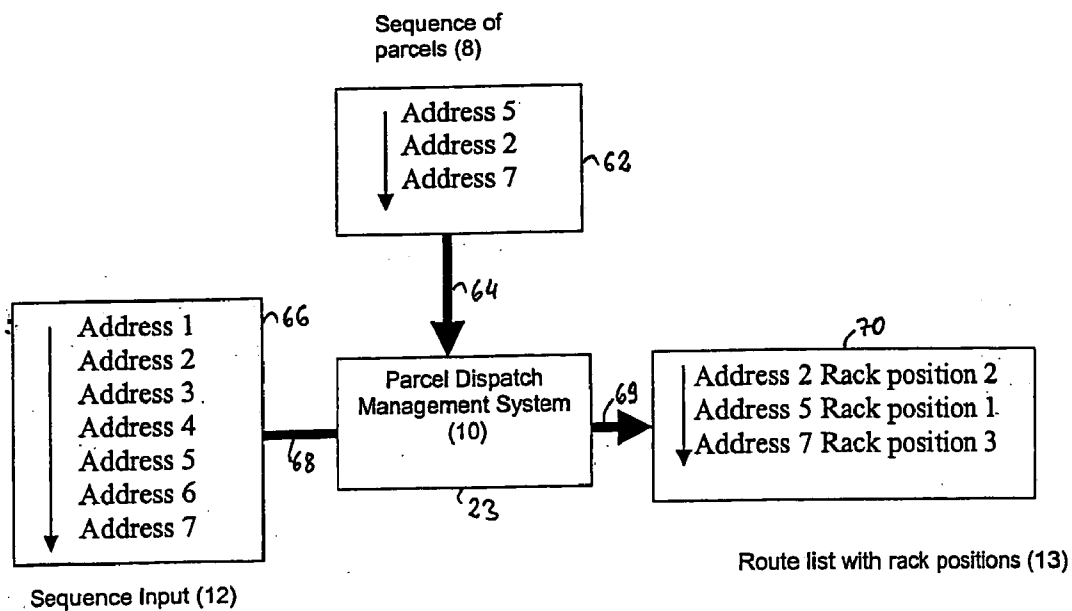 Sequence of
parcels (8)
Address 5
Address 2
Address 7
62
64
Address 1
Address 2
Address 3
Address 4
Address 5
Address 6
Address 7
66
68
Parcel Dispatch
Management System
(10)
23
69
70
Address 2 Rack position 2
Address 5 Rack position 1
Address 7 Rack position 3
Route list with rack positions (13)
Sequence Input (12)